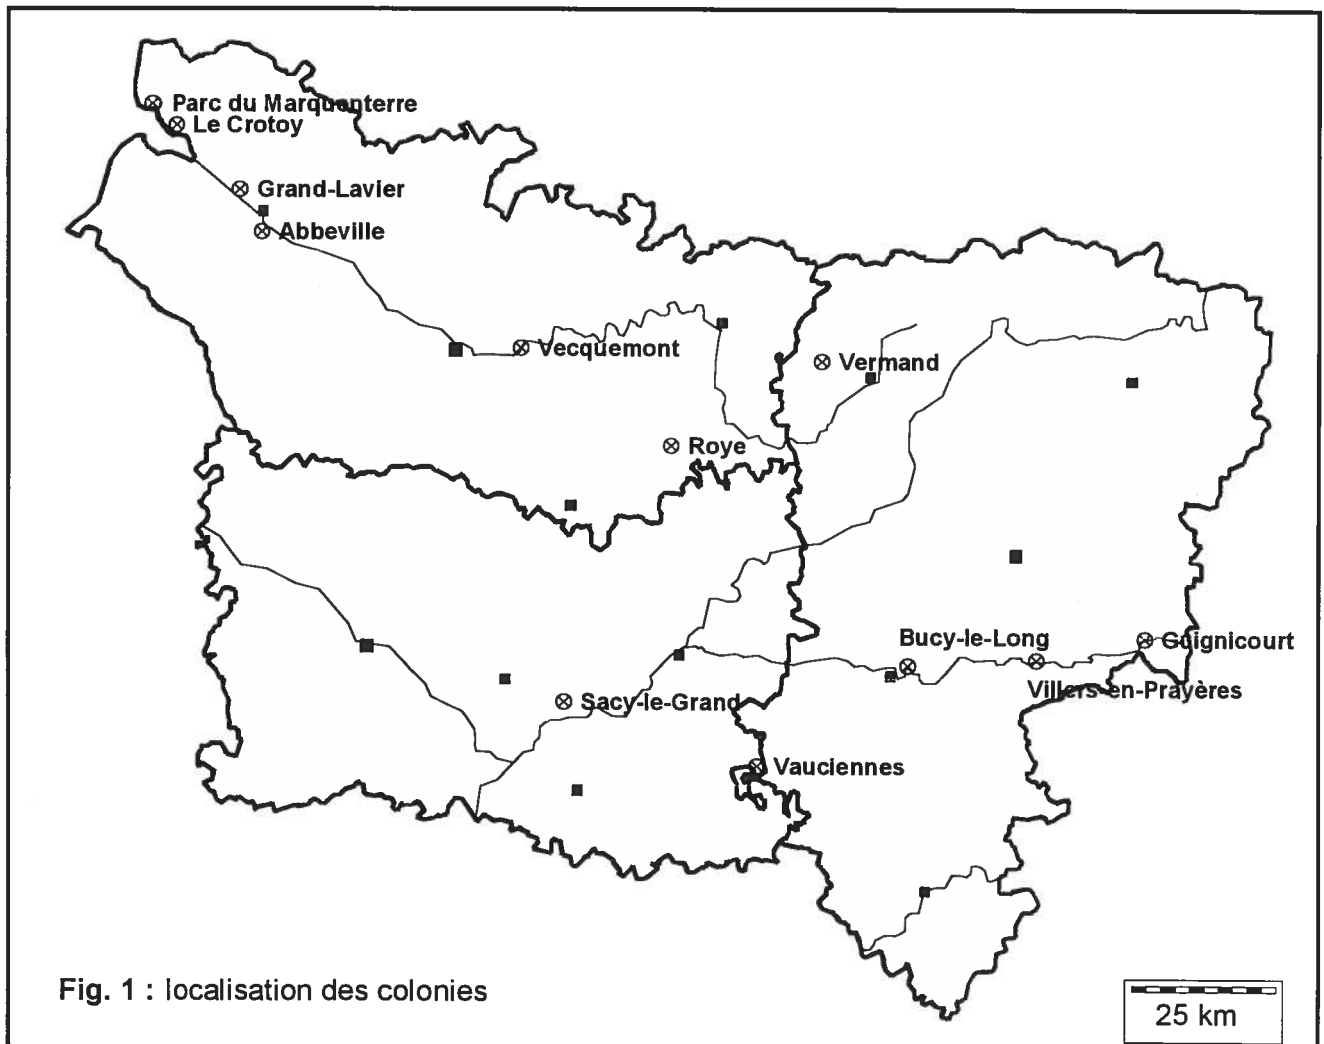 Parc du Marquenterre
Le Crotoy
Grand-Lavier
Abbeville
Vecquemont
Vermand
Roye
Bucy-le-Long
Guignicourt
Villers-en-Prayères
Sacy-le-Grand
Vauciennes
Fig. 1 : localisation des colonies
25 km